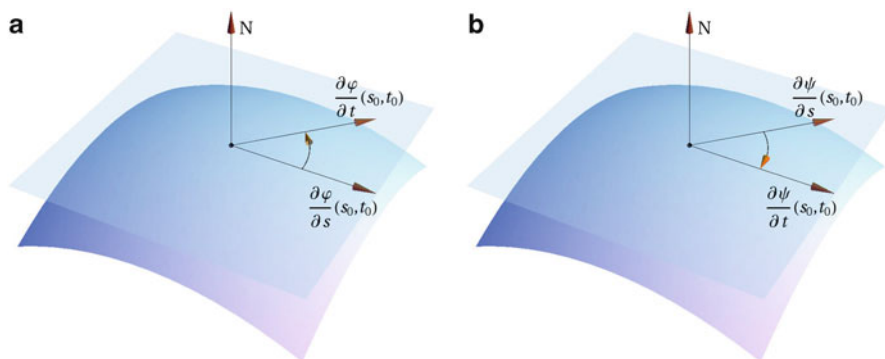 a
N
∂φ/∂t (s₀,t₀)
∂φ/∂s (s₀,t₀)
b
N
∂ψ/∂s (s₀,t₀)
∂ψ/∂t (s₀,t₀)